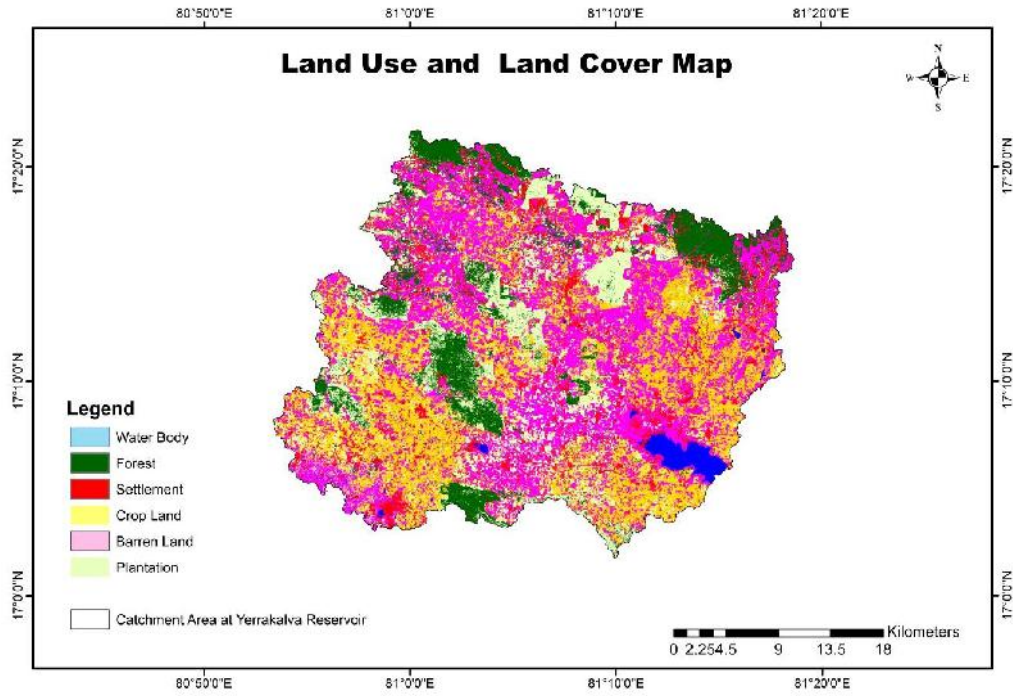 80°50'0"E 81°0'0"E 81°10'0"E 81°20'0"E
Land Use and Land Cover Map
N
W E
S
17°20'0"N 17°20'0"N
17°10'0"N 17°10'0"N
Legend
Water Body
Forest
Settlement
Crop Land
Barren Land
Plantation
17°0'0"N 17°0'0"N
Catchment Area at Yerrakalva Reservoir
Kilometers
0 2.254.5 9 13.5 18
80°50'0"E 81°0'0"E 81°10'0"E 81°20'0"E